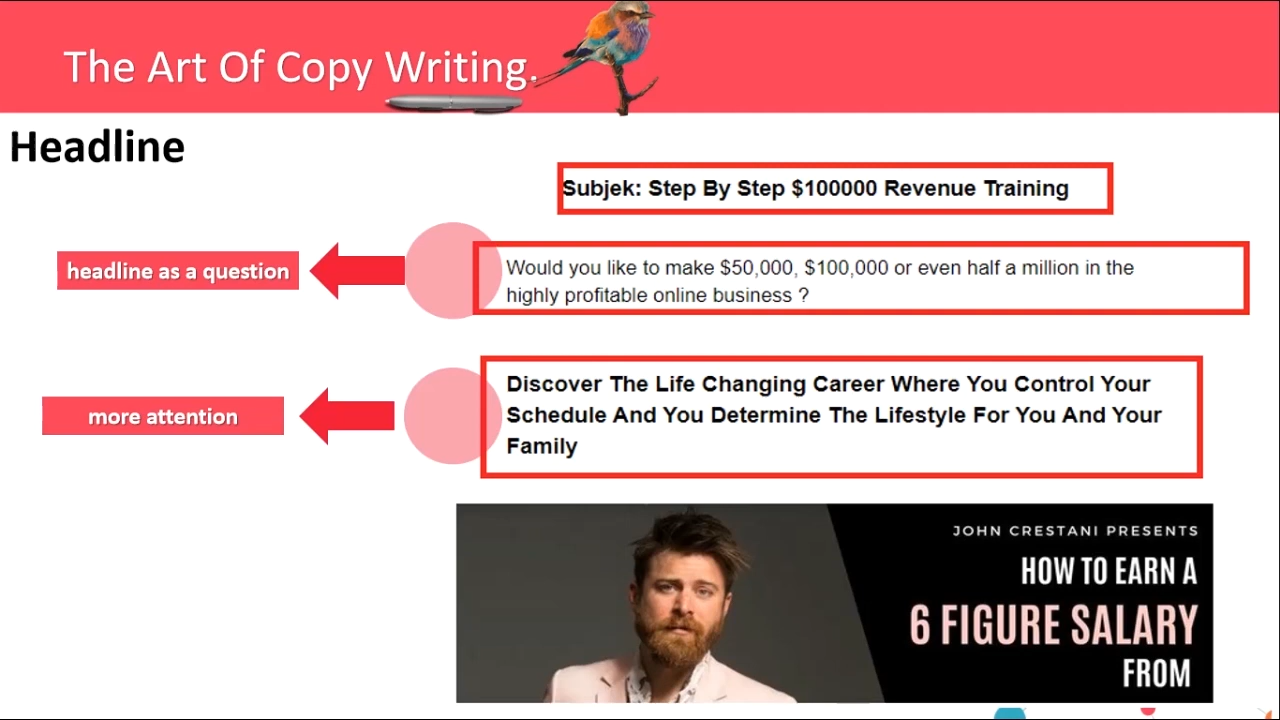 The Art Of Copy Writing.
Headline
Subjek: Step By Step $100000 Revenue Training
headline as a question
Would you like to make $50,000, $100,000 or even half a million in the
highly profitable online business ?
more attention
Discover The Life Changing Career Where You Control Your
Schedule And You Determine The Lifestyle For You And Your
Family
JOHN CRESTANI PRESENTS
HOW TO EARN A
6 FIGURE SALARY
FROM